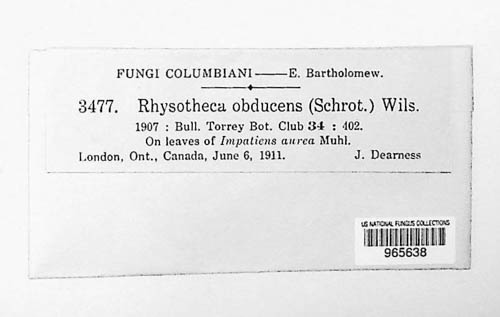 FUNGI COLUMBIANI——E. Bartholomew.
3477. Rhysotheca obducens (Schrot.) Wils.
1907 : Bull. Torrey Bot. Club 34 : 402.
On leaves of Impatiens aurea Muhl.
London, Ont., Canada, June 6, 1911. J. Dearness
US NATIONAL FUNGUS COLLECTIONS
965638